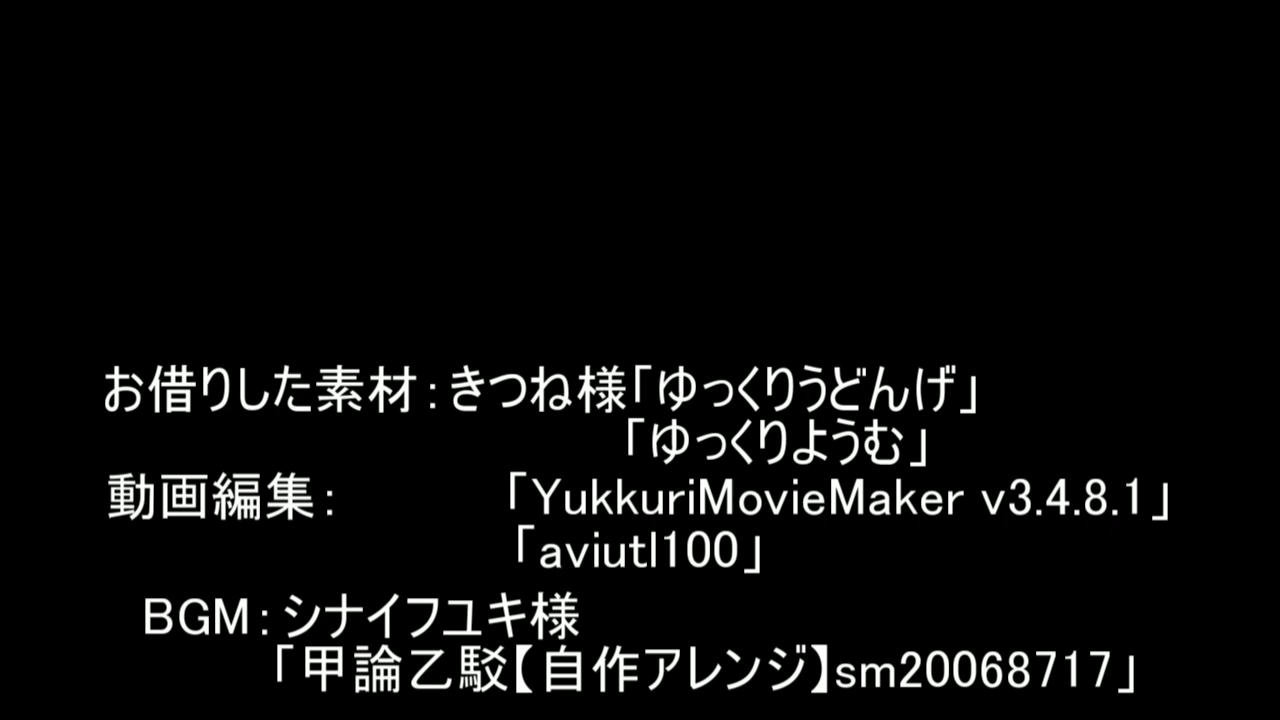 お借りした素材：きつね様「ゆっくりうどんげ」
「ゆっくりようむ」
動画編集：　「YukkuriMovieMaker v3.4.8.1」
「aviutl100」
BGM：シナイフユキ様
「甲論乙駁【自作アレンジ】sm20068717」